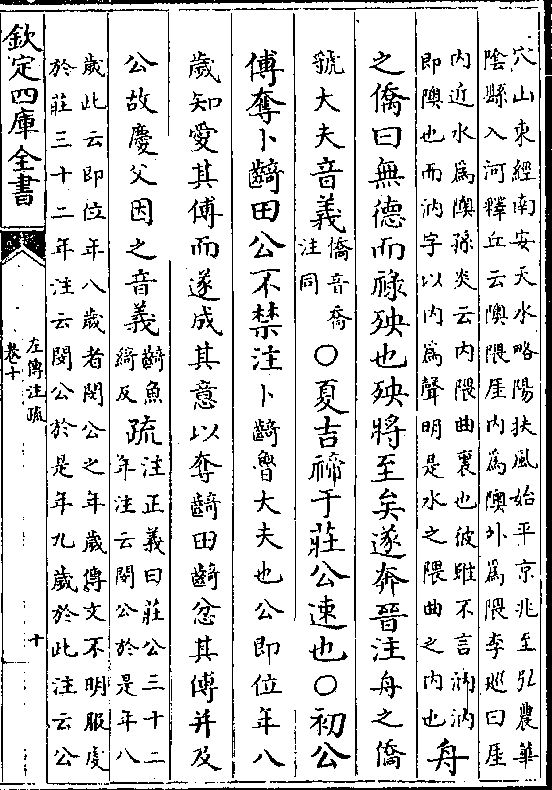 穴山東經南安天水略陽扶風始平京兆至弘農華
陰縣入河釋丘云隩隈厓内為隩外為隈李廵曰厓
内近水為隩孫炎云内隈曲裏也彼雖不言汭汭
即隩也而汭字以内為聲明是水之隈曲之内也舟
之僑曰無德而禄殃也殃將至矣遂奔晉注舟之僑
虢大夫音義僑音喬
注同○夏吉禘于莊公速也○初公
傅奪卜齮田公不禁注卜齮魯大夫也公即位年八
歲知愛其傅而遂成其意以奪齮田齮忿其傅并及
公故慶父因之音義齮魚
綺反疏注正義曰莊公三十二
年注云閔公於是年八
歲此云即位年八歲者閔公之年歲傳文不明服䖍
於莊三十二年注云閔公於是年九歲於此注云公
欽定四庫全書
左傳注疏
卷十
十